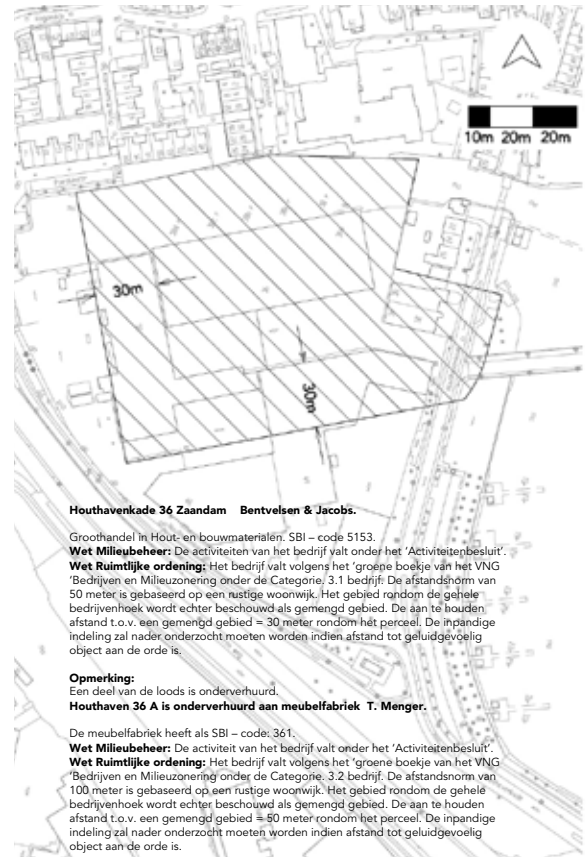 10m 20m 20m
30m
30m
Houthavenkade 36 Zaandam Bentvelsen & Jacobs.
Groothandel in Hout- en bouwmaterialen. SBI – code 5153.
Wet Milieubeheer: De activiteiten van het bedrijf valt onder het 'Activiteitenbesluit'.
Wet Ruimtlijke ordening: Het bedrijf valt volgens het 'groene boekje van het VNG
'Bedrijven en Milieuzonering onder de Categorie. 3.1 bedrijf. De afstandsnorm van
50 meter is gebaseerd op een rustige woonwijk. Het gebied rondom de gehele
bedrijvenhoek wordt echter beschouwd als gemengd gebied. De aan te houden
afstand t.o.v. een gemengd gebied = 30 meter rondom het perceel. De inpandige
indeling zal nader onderzocht moeten worden indien afstand tot geluidgevoelig
object aan de orde is.
Opmerking:
Een deel van de loods is onderverhuurd.
Houthaven 36 A is onderverhuurd aan meubelfabriek T. Menger.
De meubelfabriek heeft als SBI – code: 361.
Wet Milieubeheer: De activiteit van het bedrijf valt onder het 'Activiteitenbesluit'.
Wet Ruimtlijke ordening: Het bedrijf valt volgens het 'groene boekje van het VNG
'Bedrijven en Milieuzonering onder de Categorie. 3.2 bedrijf. De afstandsnorm van
100 meter is gebaseerd op een rustige woonwijk. Het gebied rondom de gehele
bedrijvenhoek wordt echter beschouwd als gemengd gebied. De aan te houden
afstand t.o.v. een gemengd gebied = 50 meter rondom het perceel. De inpandige
indeling zal nader onderzocht moeten worden indien afstand tot geluidgevoelig
object aan de orde is.